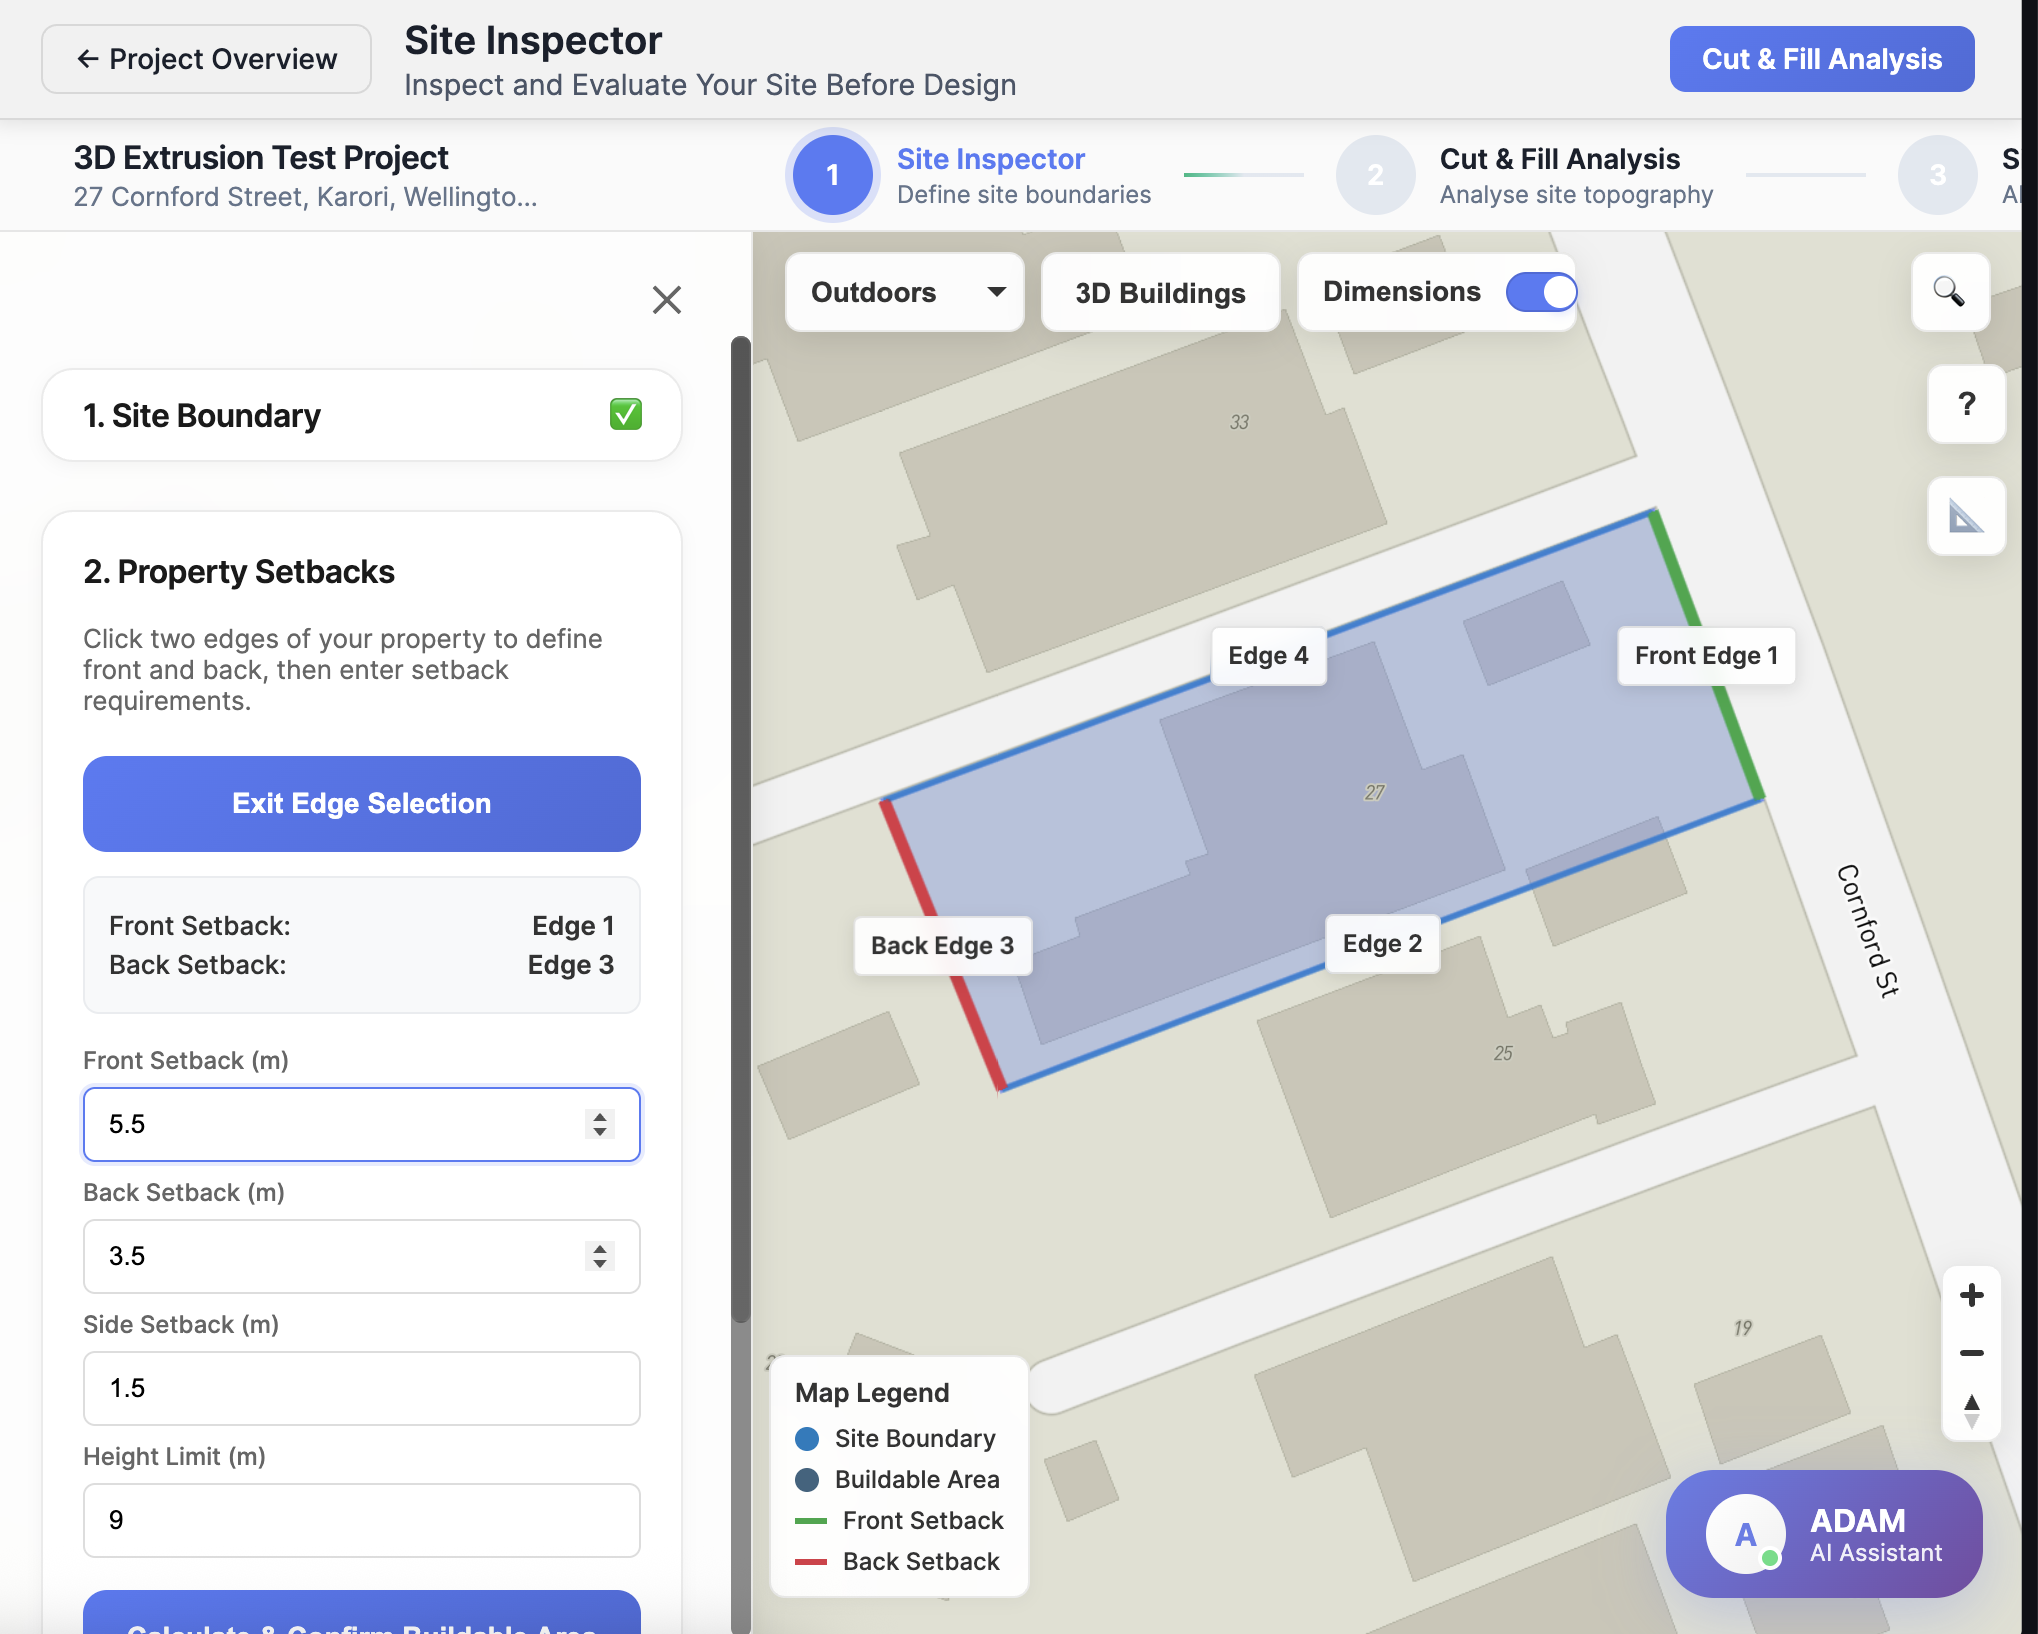 ← Project Overview
Site Inspector
Inspect and Evaluate Your Site Before Design
Cut & Fill Analysis
3D Extrusion Test Project
27 Cornford Street, Karori, Wellingto...
1
Site Inspector
Define site boundaries
2
Cut & Fill Analysis
Analyse site topography
3
1. Site Boundary
2. Property Setbacks
Click two edges of your property to define
front and back, then enter setback
requirements.
Exit Edge Selection
Front Setback: Edge 1
Back Setback: Edge 3
Front Setback (m)
5.5
Back Setback (m)
3.5
Side Setback (m)
1.5
Height Limit (m)
9
Calculate & Confirm Buildable Area
Outdoors
3D Buildings
Dimensions
?
33
Edge 4
Front Edge 1
27
Back Edge 3
Edge 2
Cornford St
25
19
Map Legend
Site Boundary
Buildable Area
Front Setback
Back Setback
+
−
A
ADAM
AI Assistant